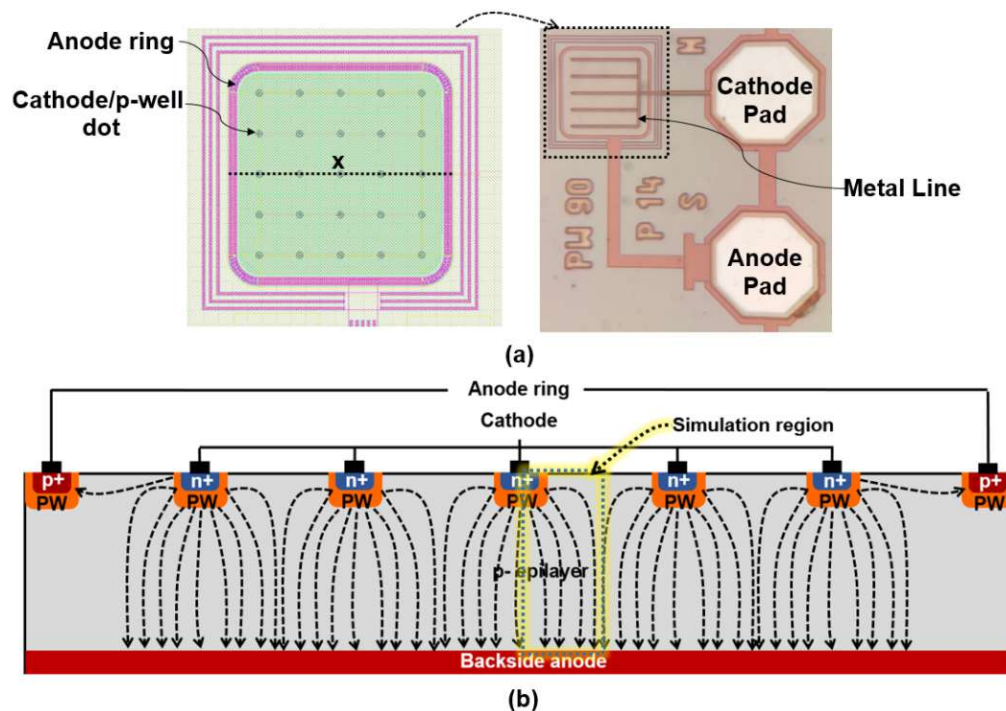 Anode ring
Cathode/p-well
dot
x
H
Cathode
Pad
Metal Line
PW 90
P 14
S
Anode
Pad
(a)
Anode ring
Cathode
Simulation region
p+
n+
n+
n+
n+
n+
p+
PW
PW
PW
PW
PW
PW
PW
p- epilayer
Backside anode
(b)